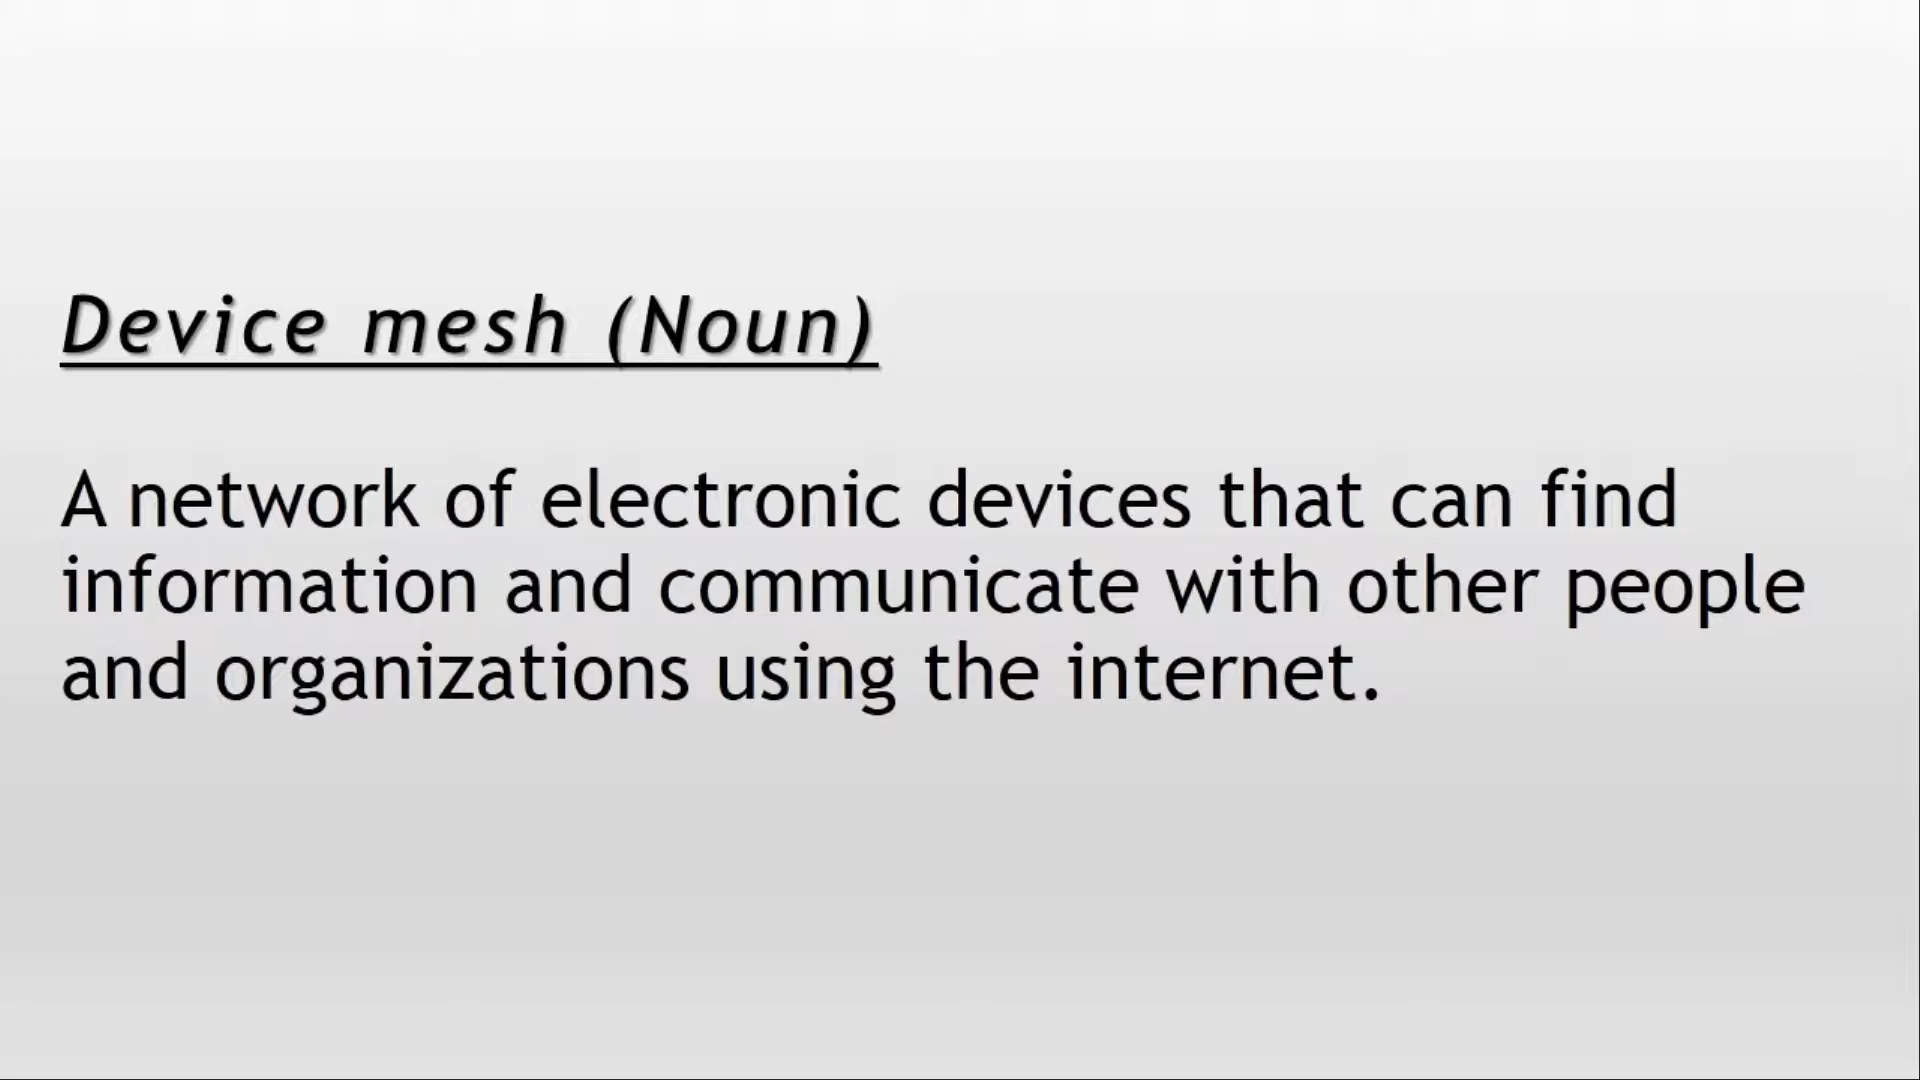 Device mesh (Noun)
A network of electronic devices that can find
information and communicate with other people
and organizations using the internet.